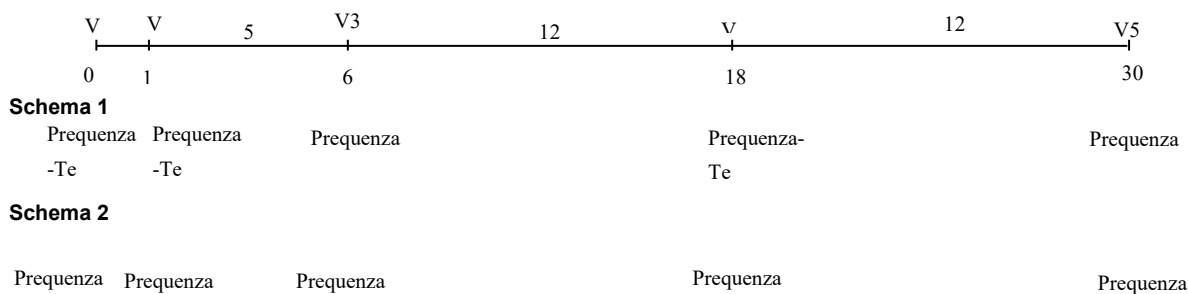 V V 5 V3 12 V 12 V5
0 1 6 18 30
Schema 1
Prequenza Prequenza Prequenza Prequenza- Prequenza
-Te -Te Te
Schema 2
Prequenza Prequenza Prequenza Prequenza Prequenza